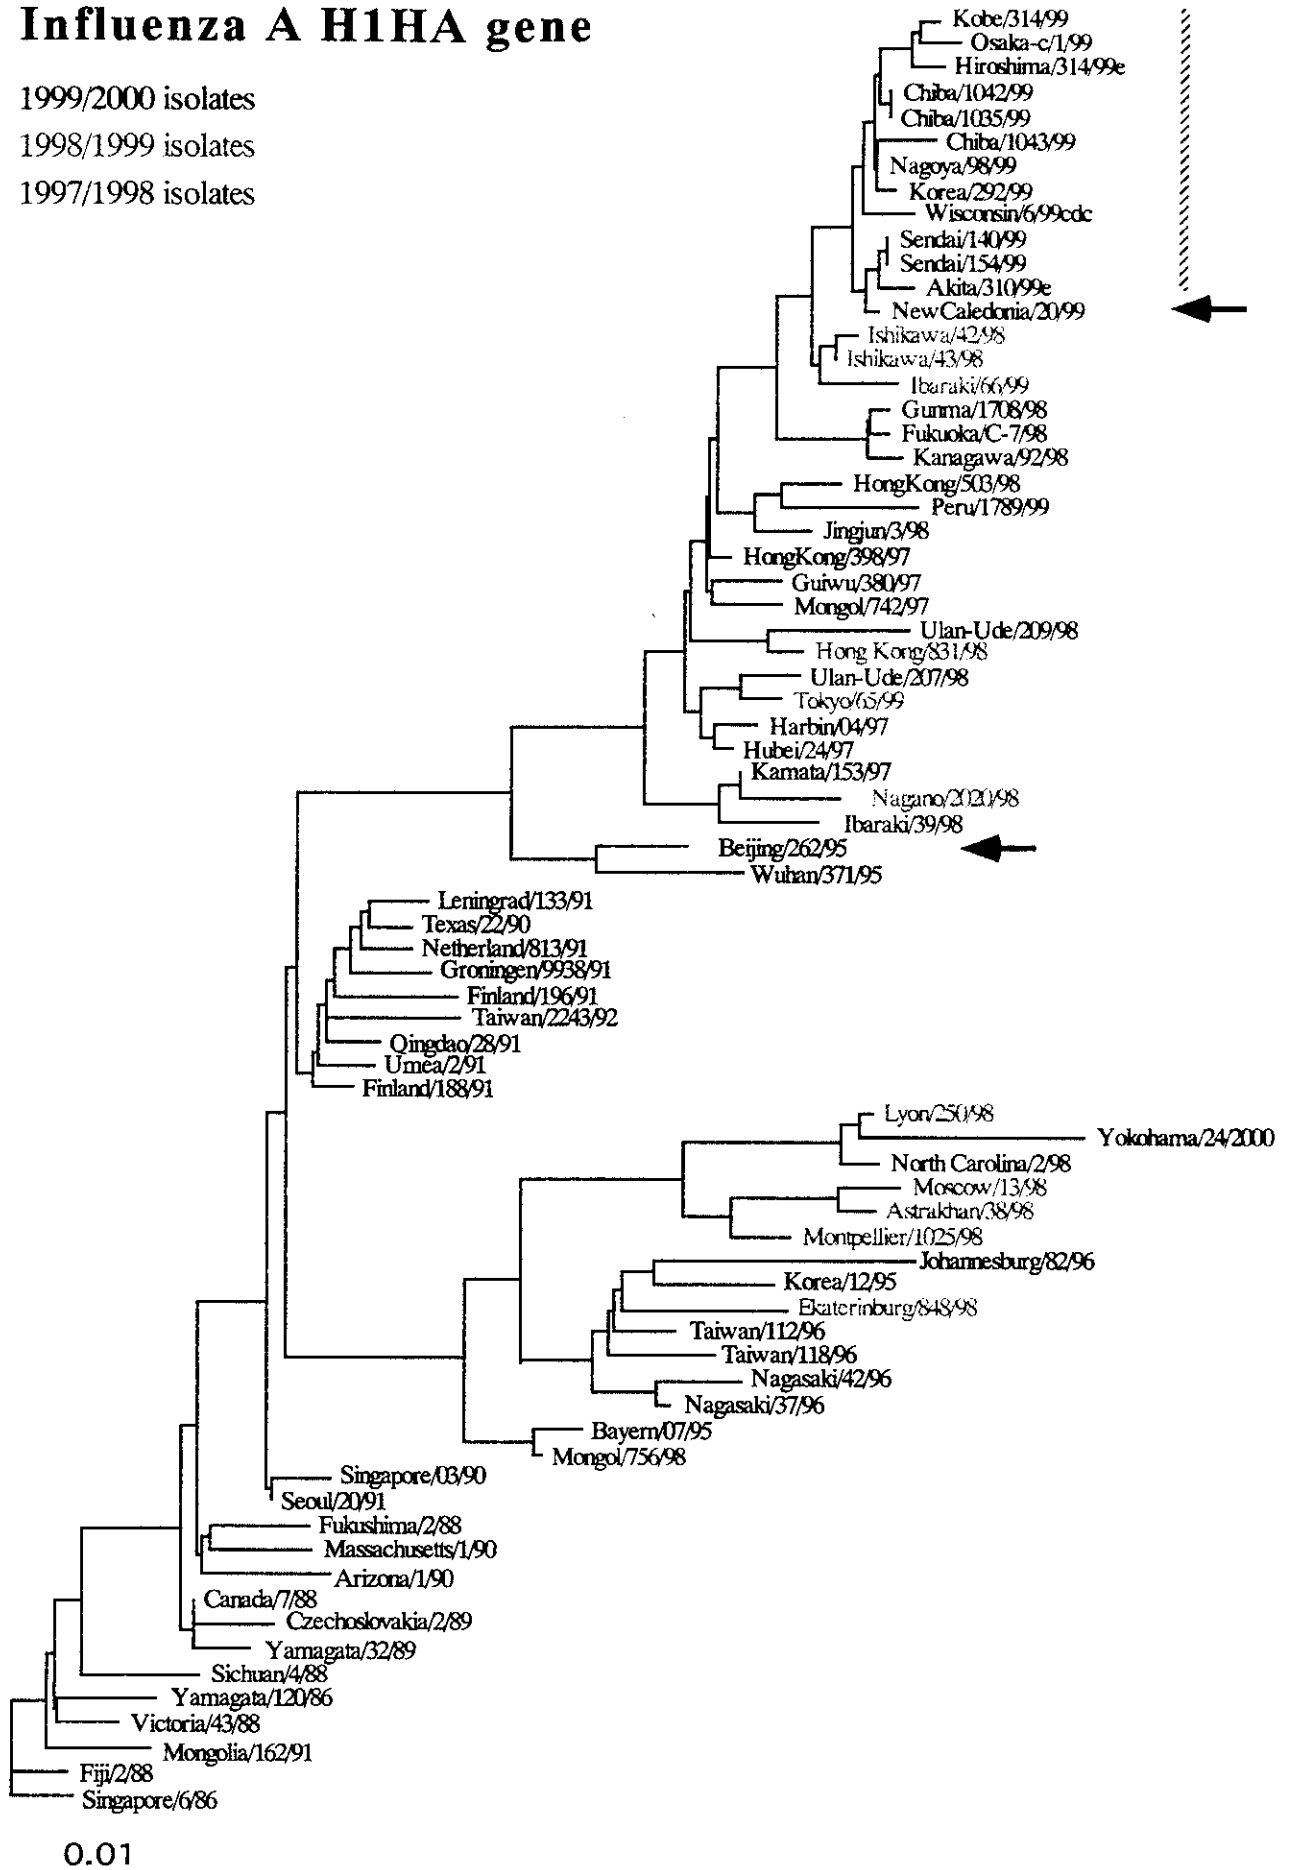 Influenza A H1HA gene
1999/2000 isolates
1998/1999 isolates
1997/1998 isolates
Kobe/314/99
Osaka-c/1/99
Hiroshima/314/99e
Chiba/1042/99
Chiba/1035/99
Chiba/1043/99
Nagoya/98/99
Korea/292/99
Wisconsin/6/99cdc
Sendai/140/99
Sendai/154/99
Akita/310/99e
NewCaledonia/20/99
Ishikawa/42/98
Ishikawa/43/98
Ibaraki/66/99
Gunma/1708/98
Fukuoka/C-7/98
Kanagawa/92/98
HongKong/503/98
Peru/1789/99
Jingjun/3/98
HongKong/398/97
Guiwu/380/97
Mongol/742/97
Ulan-Ude/209/98
Hong Kong/831/98
Ulan-Ude/207/98
Tokyo/65/99
Harbin/04/97
Hubei/24/97
Kamata/153/97
Nagano/2020/98
Ibaraki/39/98
Beijing/262/95
Wuhan/371/95
Leningrad/133/91
Texas/22/90
Netherland/813/91
Groningen/9938/91
Finland/196/91
Taiwan/2243/92
Qingdao/28/91
Umea/2/91
Finland/188/91
Lyon/250/98
Yokohama/24/2000
North Carolina/2/98
Moscow/13/98
Astrakhan/38/98
Montpellier/1025/98
Johannesburg/82/96
Korea/12/95
Ekaterinburg/848/98
Taiwan/112/96
Taiwan/118/96
Nagasaki/42/96
Nagasaki/37/96
Bayern/07/95
Mongol/756/98
Singapore/03/90
Seoul/20/91
Fukushima/2/88
Massachusetts/1/90
Arizona/1/90
Canada/7/88
Czechoslovakia/2/89
Yamagata/32/89
Sichuan/4/88
Yamagata/120/86
Victoria/43/88
Mongolia/162/91
Fiji/2/88
Singapore/6/86
0.01